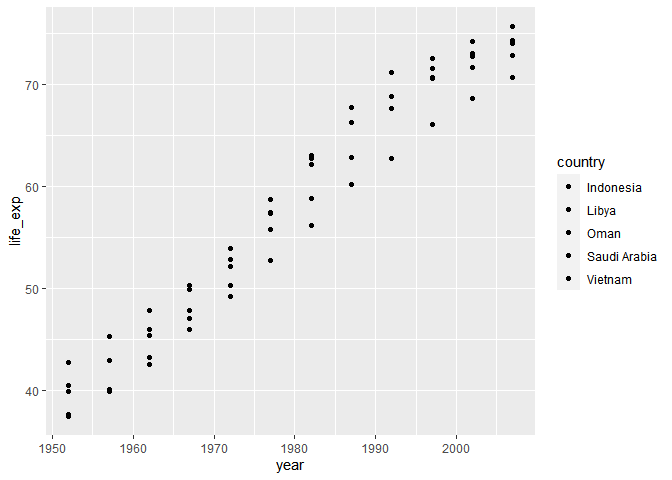 70
60
50
40
life_exp
1950 1960 1970 1980 1990 2000
year
country
Indonesia
Libya
Oman
Saudi Arabia
Vietnam